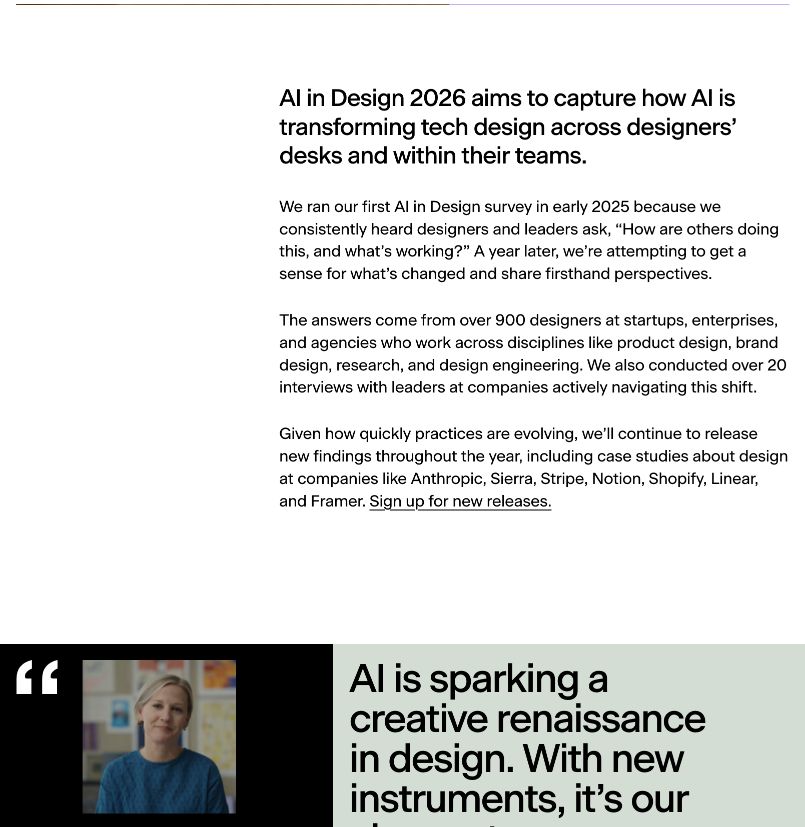 AI in Design 2026 aims to capture how AI is
transforming tech design across designers’
desks and within their teams.
We ran our first AI in Design survey in early 2025 because we
consistently heard designers and leaders ask, “How are others doing
this, and what’s working?” A year later, we’re attempting to get a
sense for what’s changed and share firsthand perspectives.
The answers come from over 900 designers at startups, enterprises,
and agencies who work across disciplines like product design, brand
design, research, and design engineering. We also conducted over 20
interviews with leaders at companies actively navigating this shift.
Given how quickly practices are evolving, we’ll continue to release
new findings throughout the year, including case studies about design
at companies like Anthropic, Sierra, Stripe, Notion, Shopify, Linear,
and Framer. Sign up for new releases.
“
AI is sparking a
creative renaissance
in design. With new
instruments, it’s our